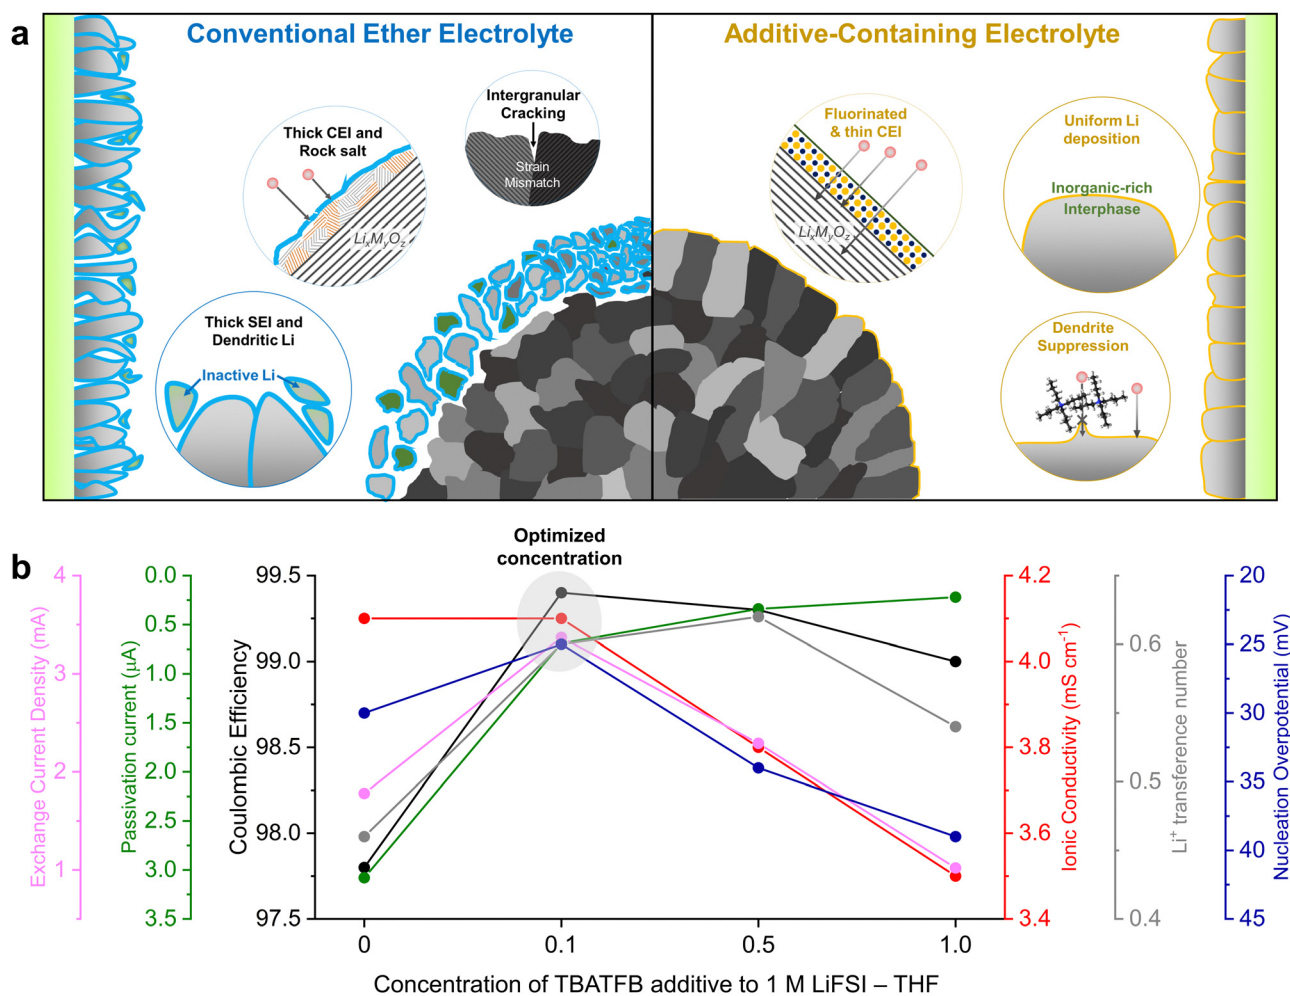 a
Conventional Ether Electrolyte
Additive-Containing Electrolyte
Thick CEI and
Rock salt
LixMyOz
Intergranular
Cracking
Strain
Mismatch
Fluorinated
& thin CEI
LixMyOz
Uniform Li
deposition
Inorganic-rich
Interphase
Thick SEI and
Dendritic Li
Inactive Li
Dendrite
Suppression
b
Optimized
concentration
Exchange Current Density (mA)
4
3
2
1
Passivation current (µA)
0.0
0.5
1.0
1.5
2.0
2.5
3.0
3.5
Coulombic Efficiency
99.5
99.0
98.5
98.0
97.5
4.2
4.0
3.8
3.6
3.4
Ionic Conductivity (mS cm⁻¹)
0.6
0.5
0.4
Li⁺ transference number
20
25
30
35
40
45
Nucleation Overpotential (mV)
0
0.1
0.5
1.0
Concentration of TBATFB additive to 1 M LiFSI – THF